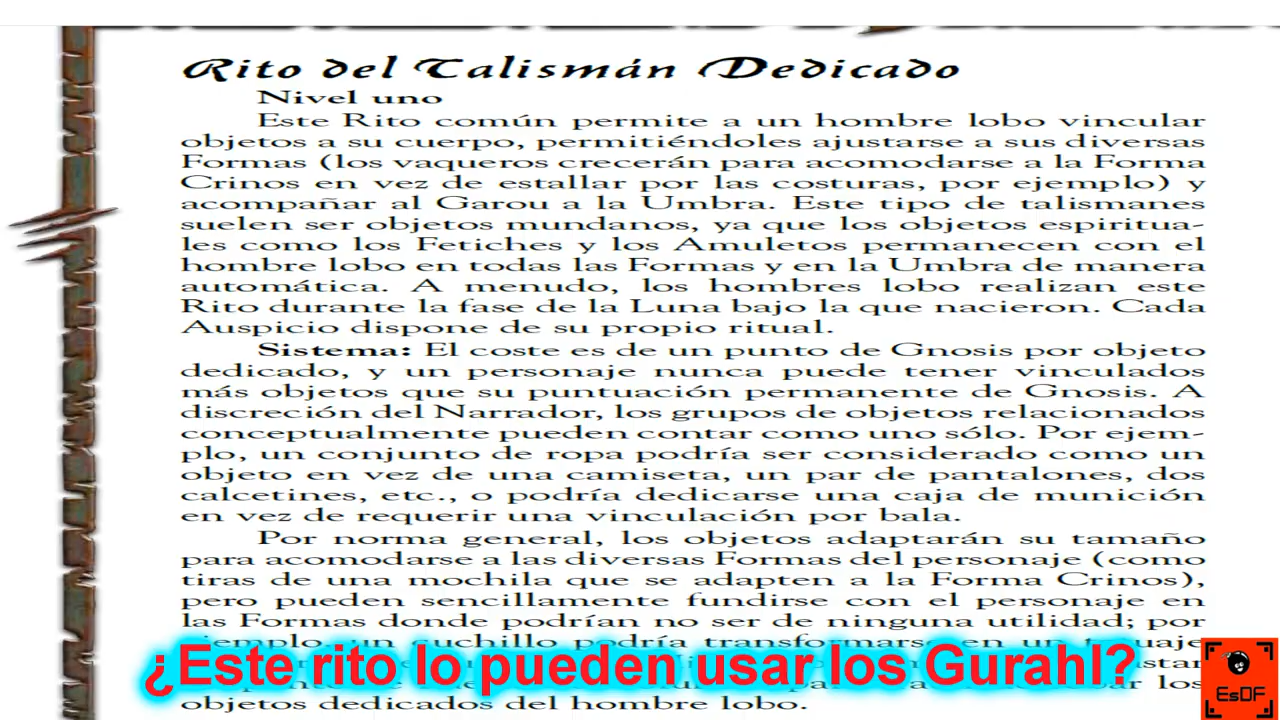 Rito del Talismán Dedicado
Nivel uno
Este Rito común permite a un hombre lobo vincular
objetos a su cuerpo, permitiéndoles ajustarse a sus diversas
Formas (los vaqueros crecerán para acomodarse a la Forma
Crinos en vez de estallar por las costuras, por ejemplo) y
acompañar al Garou a la Umbra. Este tipo de talismanes
suelen ser objetos mundanos, ya que los objetos espiritua-
les como los Fetiches y los Amuletos permanecen con el
hombre lobo en todas las Formas y en la Umbra de manera
automática. A menudo, los hombres lobo realizan este
Rito durante la fase de la Luna bajo la que nacieron. Cada
Auspicio dispone de su propio ritual.
Sistema: El coste es de un punto de Gnosis por objeto
dedicado, y un personaje nunca puede tener vinculados
más objetos que su puntuación permanente de Gnosis. A
discreción del Narrador, los grupos de objetos relacionados
conceptualmente pueden contar como uno sólo. Por ejem-
plo, un conjunto de ropa podría ser considerado como un
objeto en vez de una camiseta, un par de pantalones, dos
calcetines, etc., o podría dedicarse una caja de munición
en vez de requerir una vinculación por bala.
Por norma general, los objetos adaptarán su tamaño
para acomodarse a las diversas Formas del personaje (como
tiras de una mochila que se adapten a la Forma Crinos),
pero pueden sencillamente fundirse con el personaje en
las Formas donde podrían no ser de ninguna utilidad; por
ejemplo, un cuchillo podría transformarse en un tatuaje
¿Este rito lo pueden usar los Gurahl?
los
objetos dedicados del hombre lobo.
EsDF